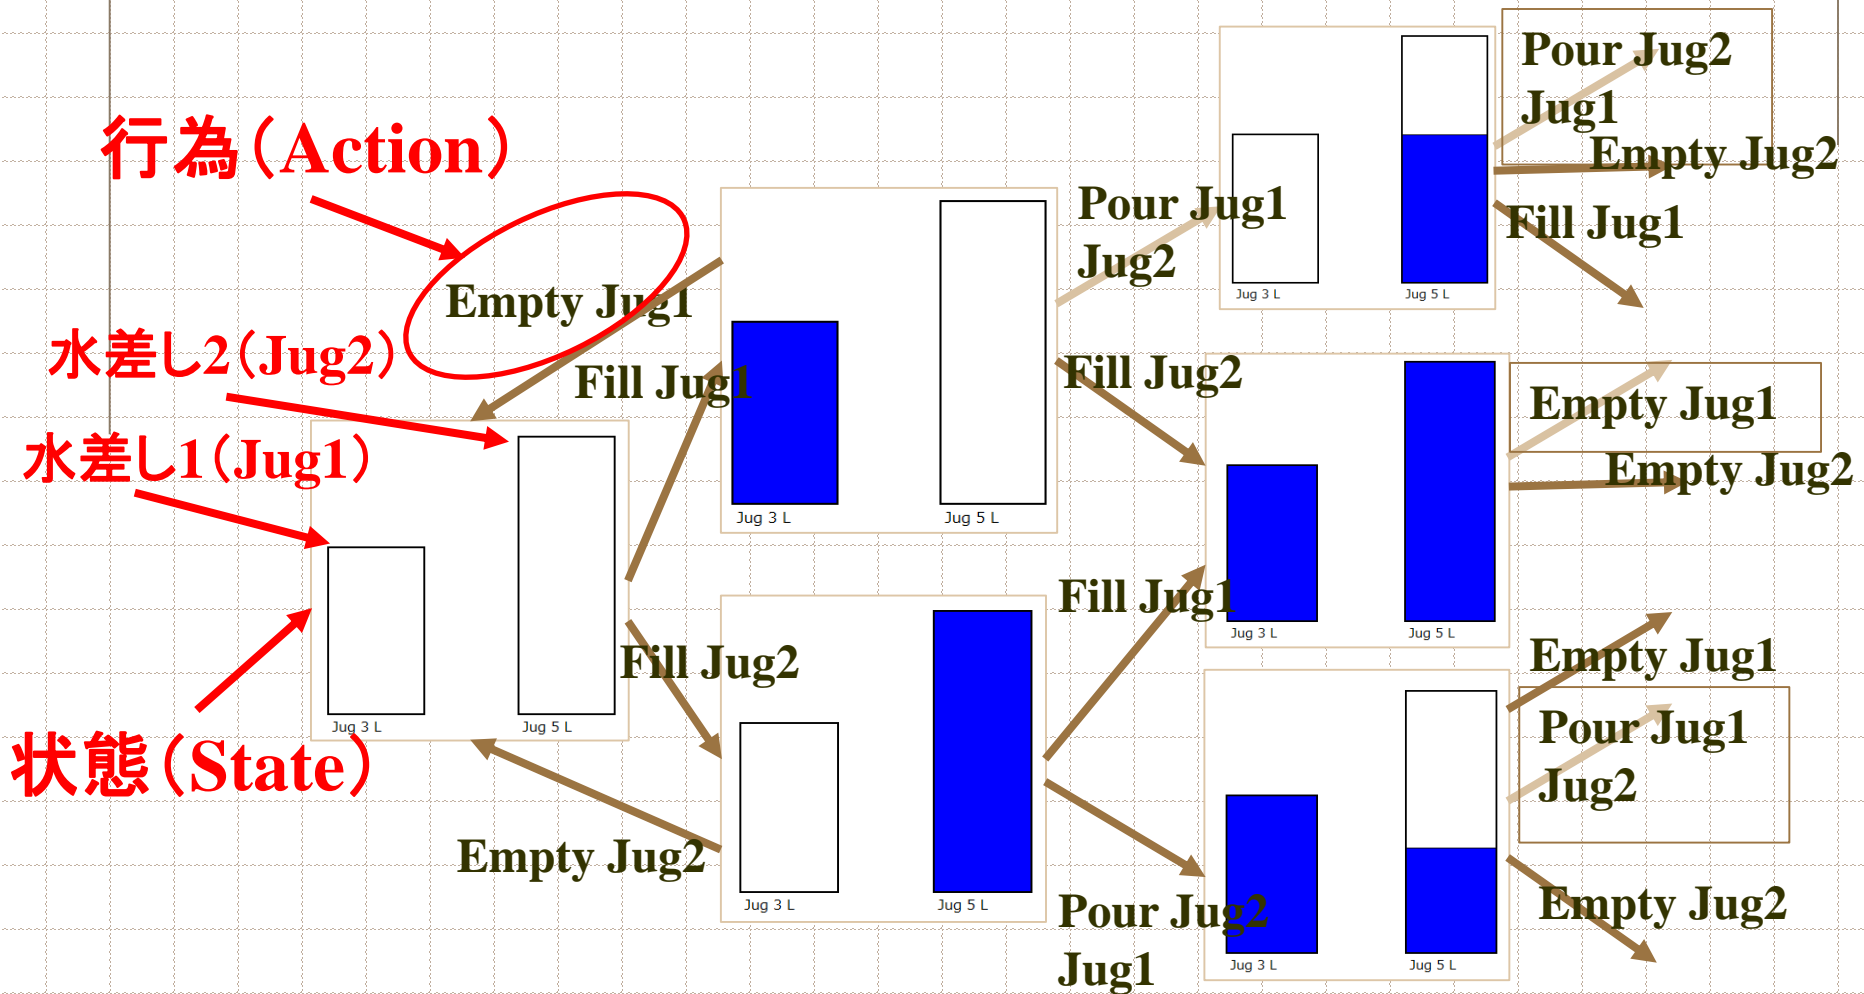 行為（Action）
水差し2（Jug2）
水差し1（Jug1）
状態（State）
Jug 3 L
Jug 5 L
Empty Jug1
Fill Jug1
Fill Jug2
Empty Jug2
Jug 3 L
Jug 5 L
Jug 3 L
Jug 5 L
Pour Jug1
Jug2
Fill Jug2
Fill Jug1
Pour Jug2
Jug1
Jug 3 L
Jug 5 L
Jug 3 L
Jug 5 L
Jug 3 L
Jug 5 L
Pour Jug2
Jug1
Empty Jug2
Fill Jug1
Empty Jug1
Empty Jug2
Empty Jug1
Pour Jug1
Jug2
Empty Jug2